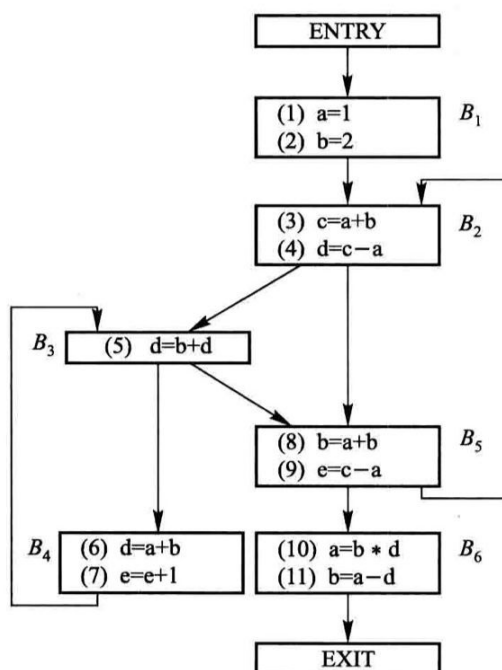 ENTRY
(1) a=1
(2) b=2
B₁
(3) c=a+b
(4) d=c−a
B₂
B₃
(5) d=b+d
(8) b=a+b
(9) e=c−a
B₅
B₄
(6) d=a+b
(7) e=e+1
(10) a=b*d
(11) b=a−d
B₆
EXIT